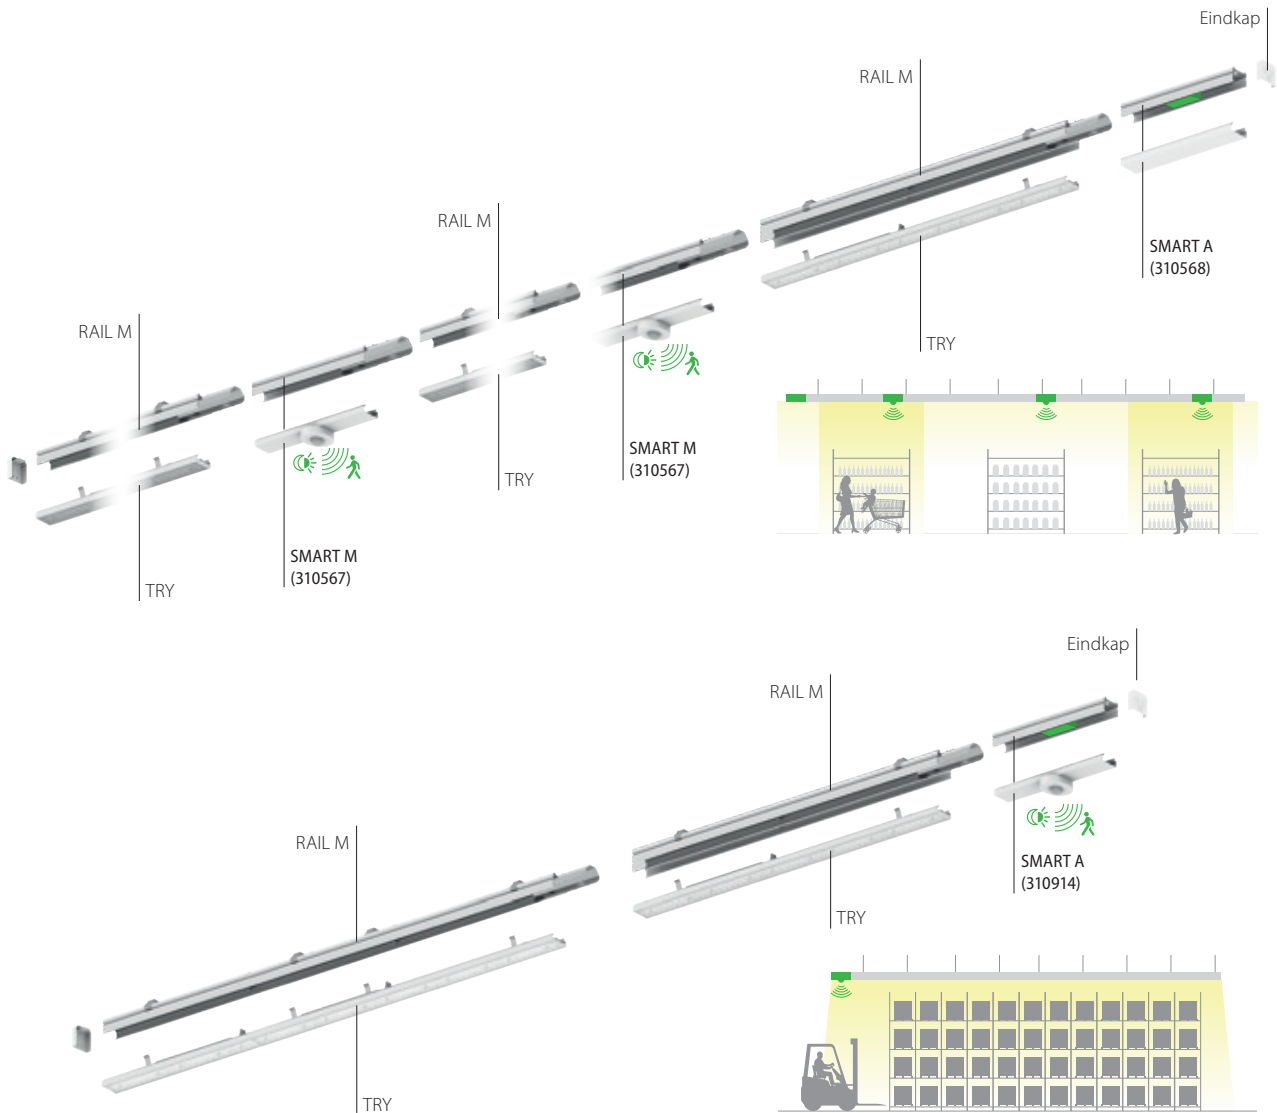 Eindkap
RAIL M
RAIL M
SMART A
(310568)
RAIL M
TRY
SMART M
(310567)
TRY
SMART M
(310567)
TRY
Eindkap
RAIL M
RAIL M
SMART A
(310914)
TRY
TRY